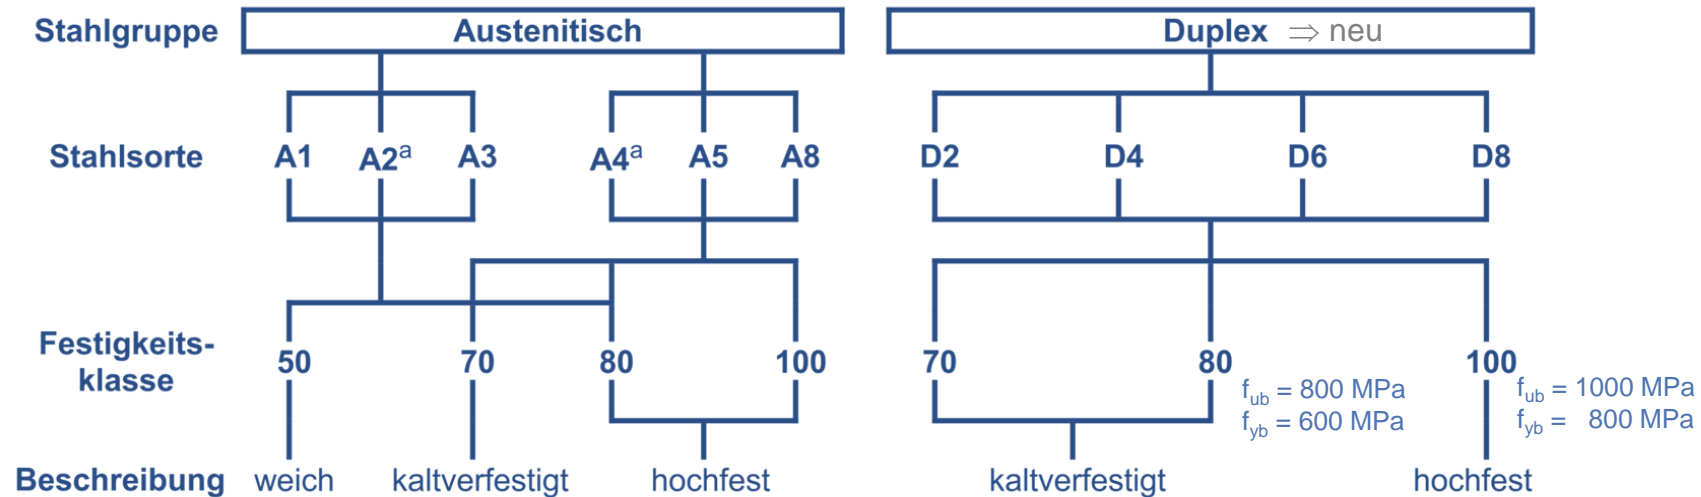 Stahlgruppe Austenitisch Duplex ⇒ neu
Stahlsorte A1 A2ᵃ A3 A4ᵃ A5 A8 D2 D4 D6 D8
Festigkeits-
klasse
50 70 80 100 70 80 100
f_ub = 800 MPa
f_yb = 600 MPa
f_ub = 1000 MPa
f_yb = 800 MPa
Beschreibung weich kaltverfestigt hochfest kaltverfestigt hochfest